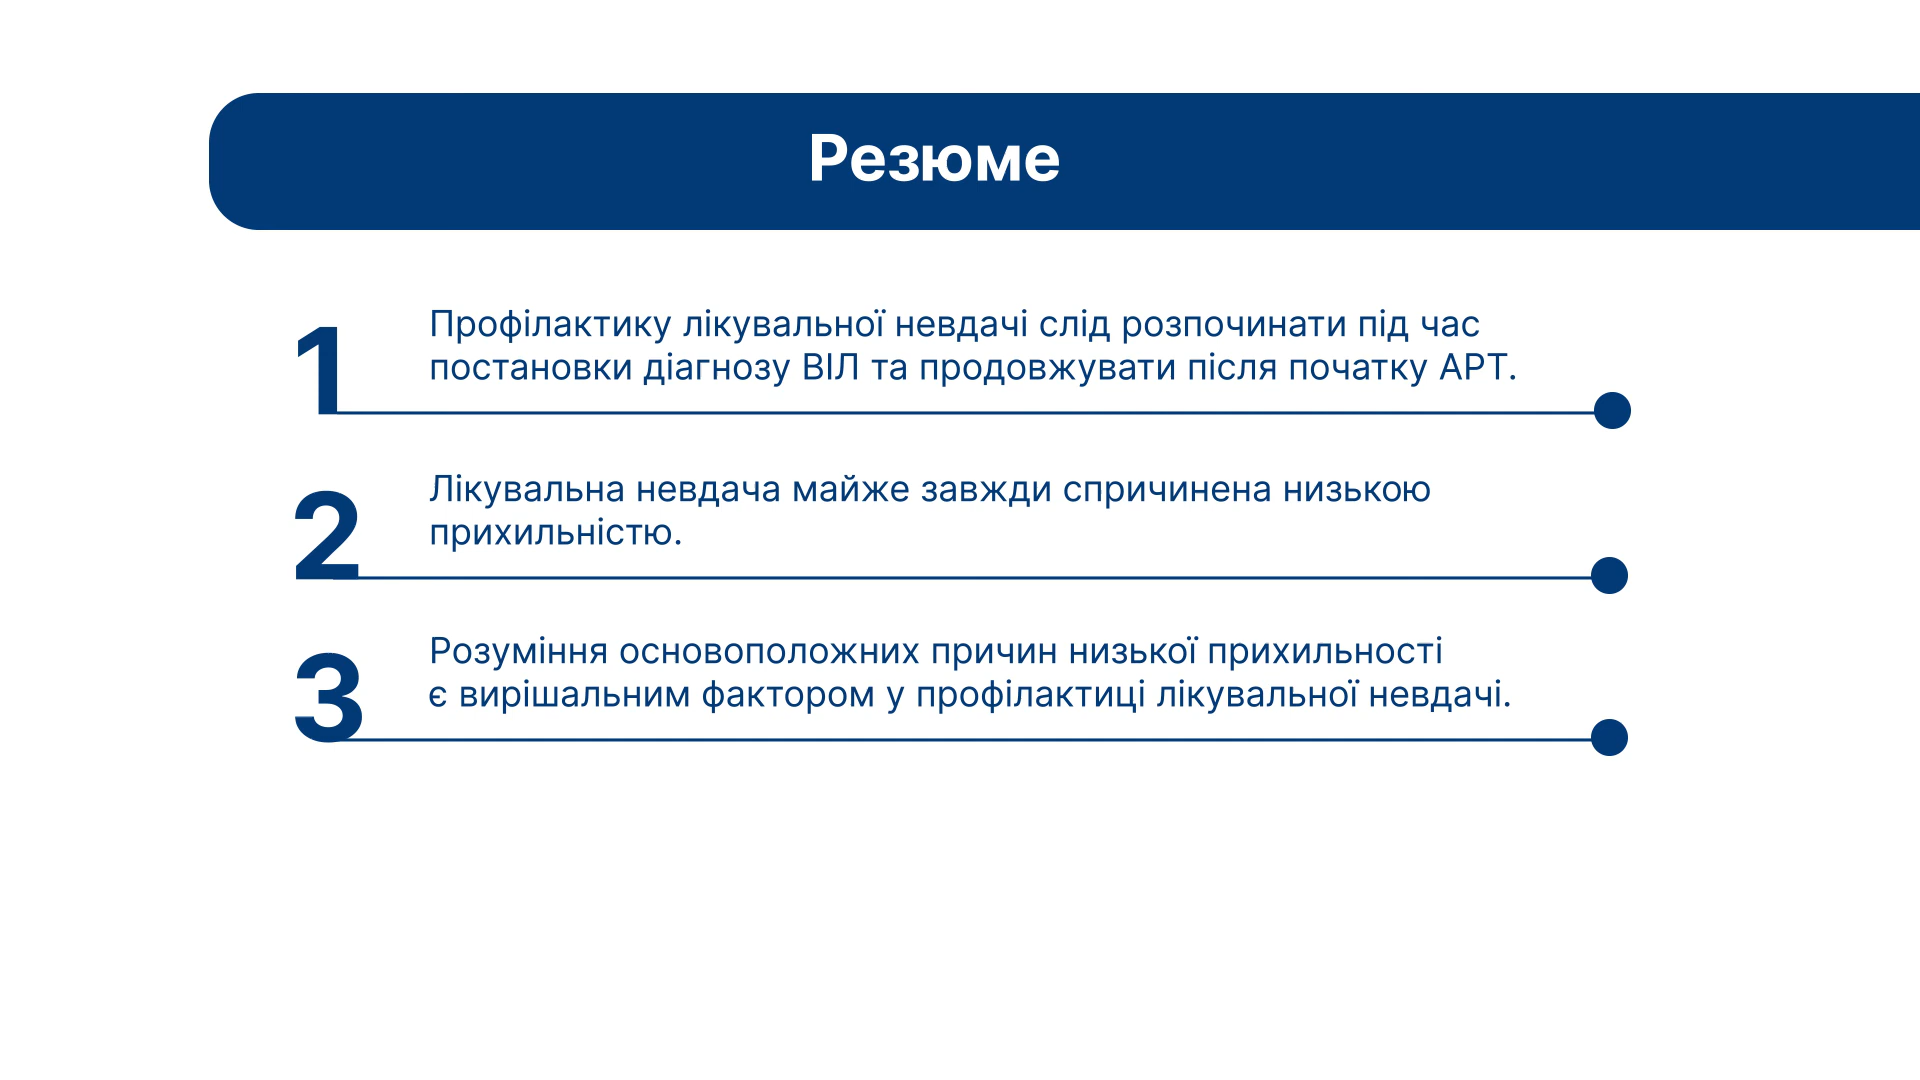 Резюме
1
Профілактику лікувальної невдачі слід розпочинати під час
постановки діагнозу ВІЛ та продовжувати після початку АРТ.
2
Лікувальна невдача майже завжди спричинена низькою
прихильністю.
3
Розуміння основоположних причин низької прихильності
є вирішальним фактором у профілактиці лікувальної невдачі.